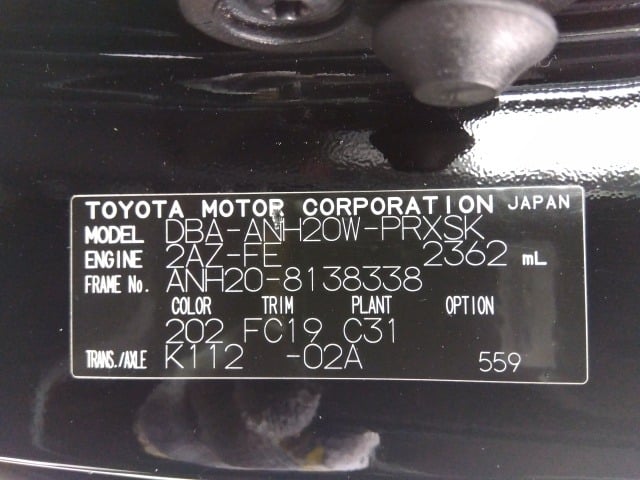 TOYOTA MOTOR CORPORATION JAPAN
MODEL DBA-ANH20W-PRXSK
ENGINE 2AZ-FE 2362 mL
FRAME No. ANH20-8138338
COLOR TRIM PLANT OPTION
202 FC19 C31
TRANS./AXLE K112 -02A 559